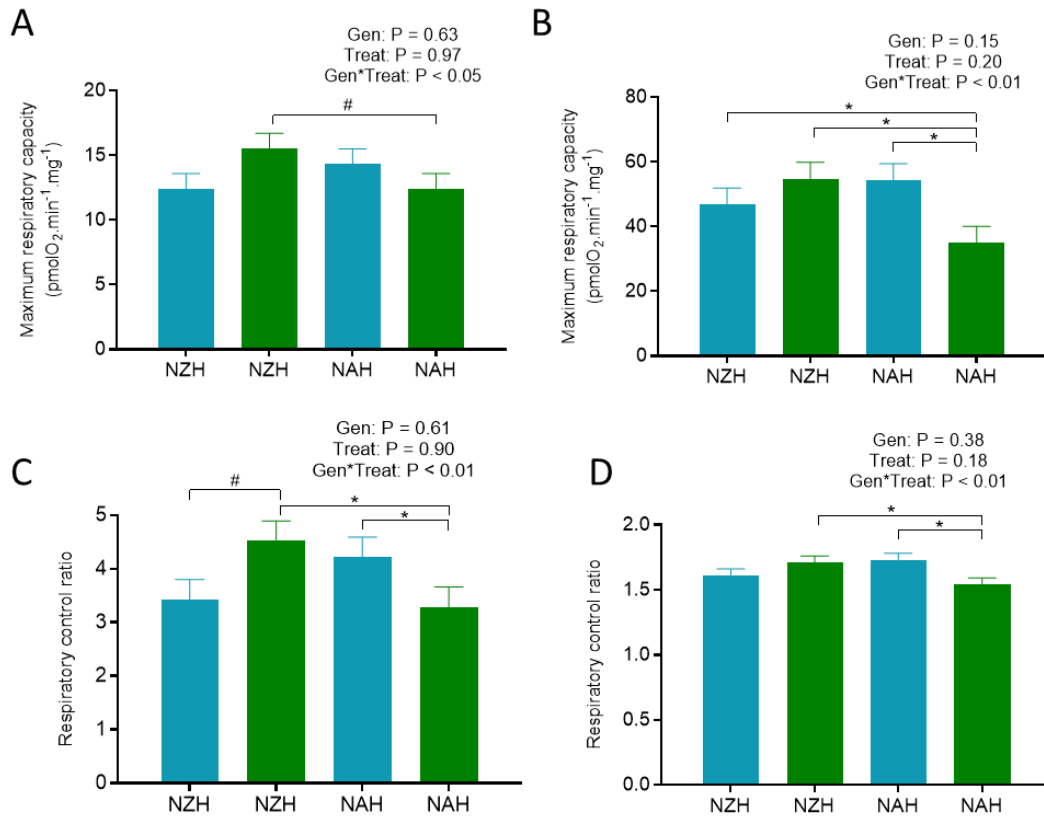 A
Gen: P = 0.63
Treat: P = 0.97
Gen*Treat: P < 0.05
Maximum respiratory capacity
(pmolO₂.min⁻¹.mg⁻¹)
20
15
10
5
0
#
NZH
NZH
NAH
NAH
B
Gen: P = 0.15
Treat: P = 0.20
Gen*Treat: P < 0.01
Maximum respiratory capacity
(pmolO₂.min⁻¹.mg⁻¹)
80
60
40
20
0
*
*
*
NZH
NZH
NAH
NAH
C
Gen: P = 0.61
Treat: P = 0.90
Gen*Treat: P < 0.01
Respiratory control ratio
5
4
3
2
1
0
#
*
*
NZH
NZH
NAH
NAH
D
Gen: P = 0.38
Treat: P = 0.18
Gen*Treat: P < 0.01
Respiratory control ratio
2.0
1.5
1.0
0.5
0.0
*
*
NZH
NZH
NAH
NAH